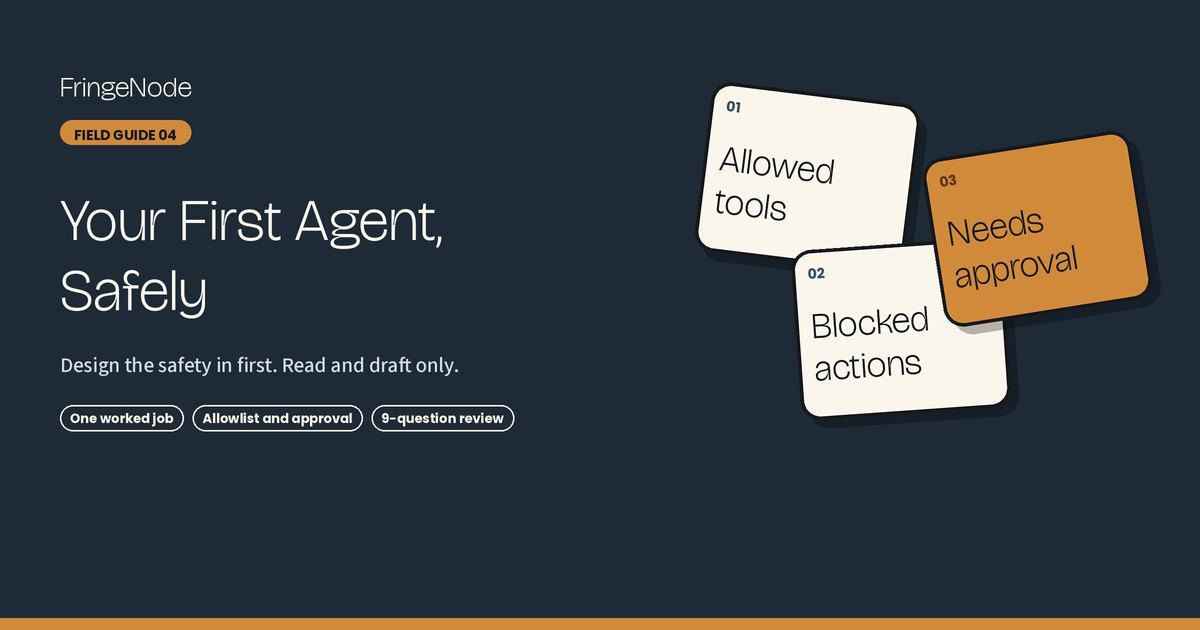 FringeNode
FIELD GUIDE 04
Your First Agent,
Safely
Design the safety in first. Read and draft only.
One worked job
Allowlist and approval
9-question review
01
Allowed
tools
02
Blocked
actions
03
Needs
approval